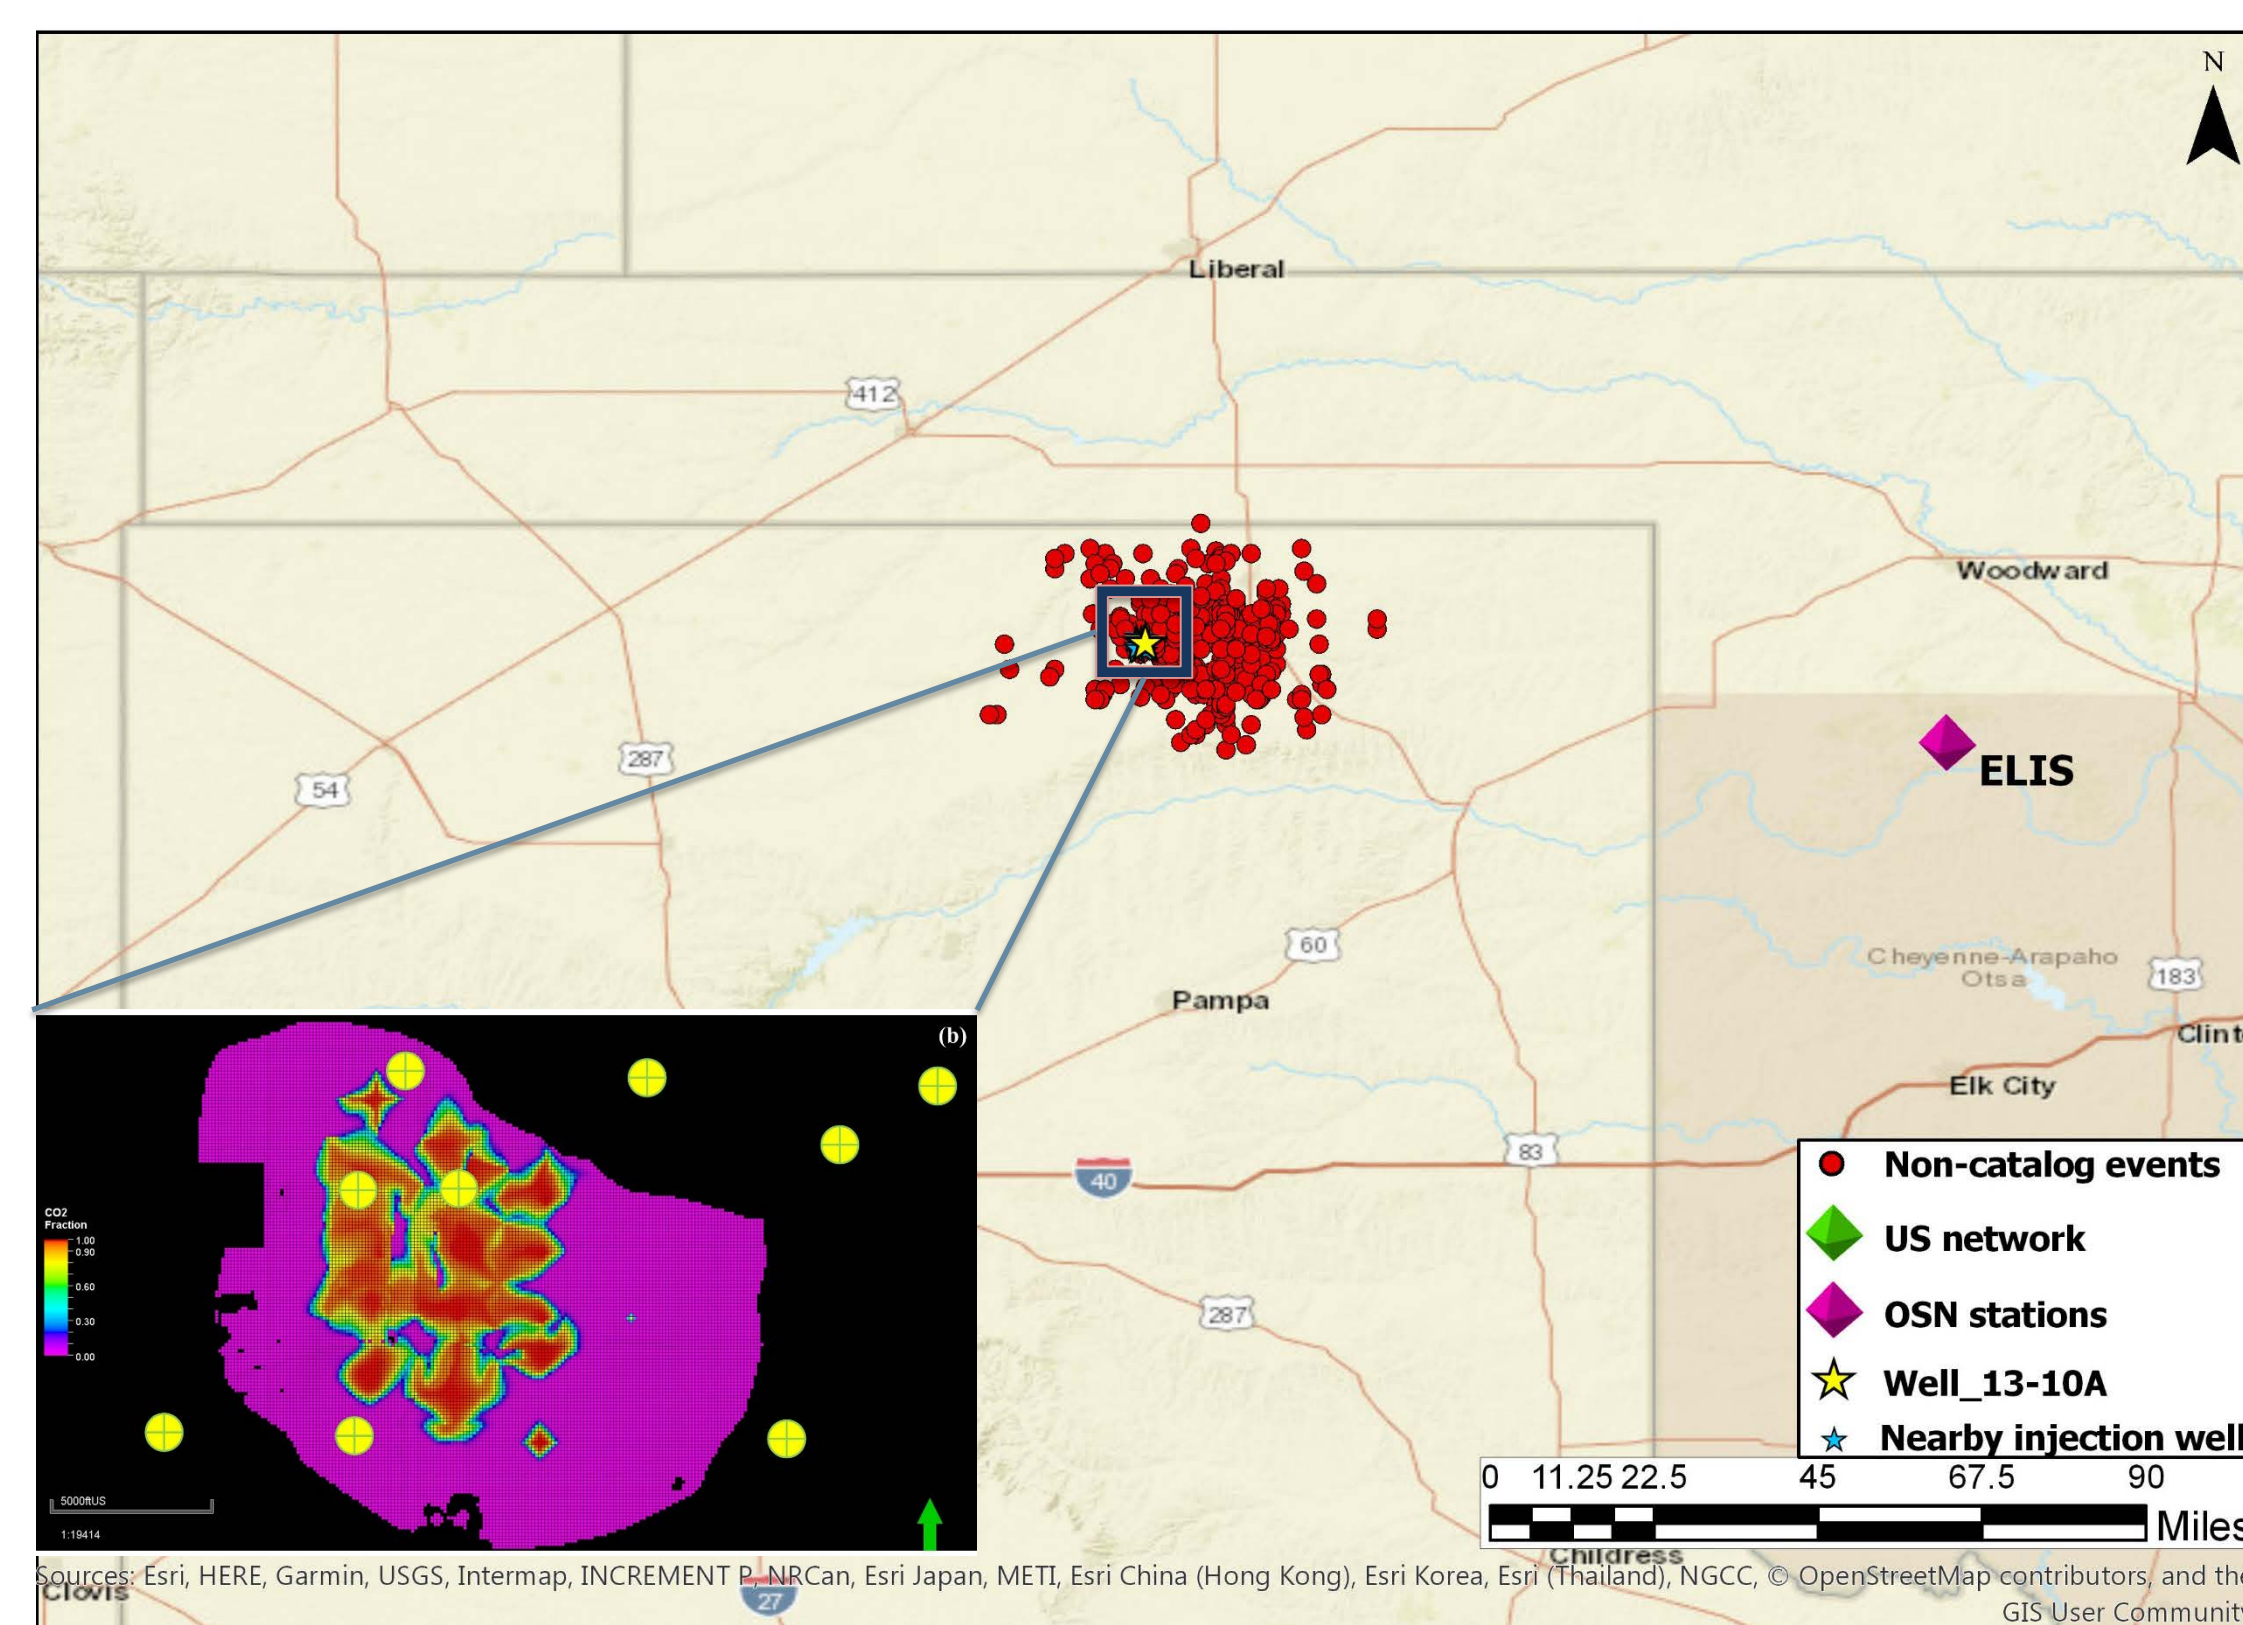 N
Liberal
412
Woodward
287
54
ELIS
60
Cheyenne-Arapaho
Otsa
183
Pampa
Clint
Elk City
(b)
83
40
CO2
Fraction
1.00
0.90
0.60
0.30
0.00
287
5000ftUS
1:19414
Non-catalog events
US network
OSN stations
Well_13-10A
Nearby injection well
0 11.25 22.5 45 67.5 90
Miles
Childress
Sources: Esri, HERE, Garmin, USGS, Intermap, INCREMENT P, NRCan, Esri Japan, METI, Esri China (Hong Kong), Esri Korea, Esri (Thailand), NGCC, © OpenStreetMap contributors, and the
GIS User Community
Clovis
27